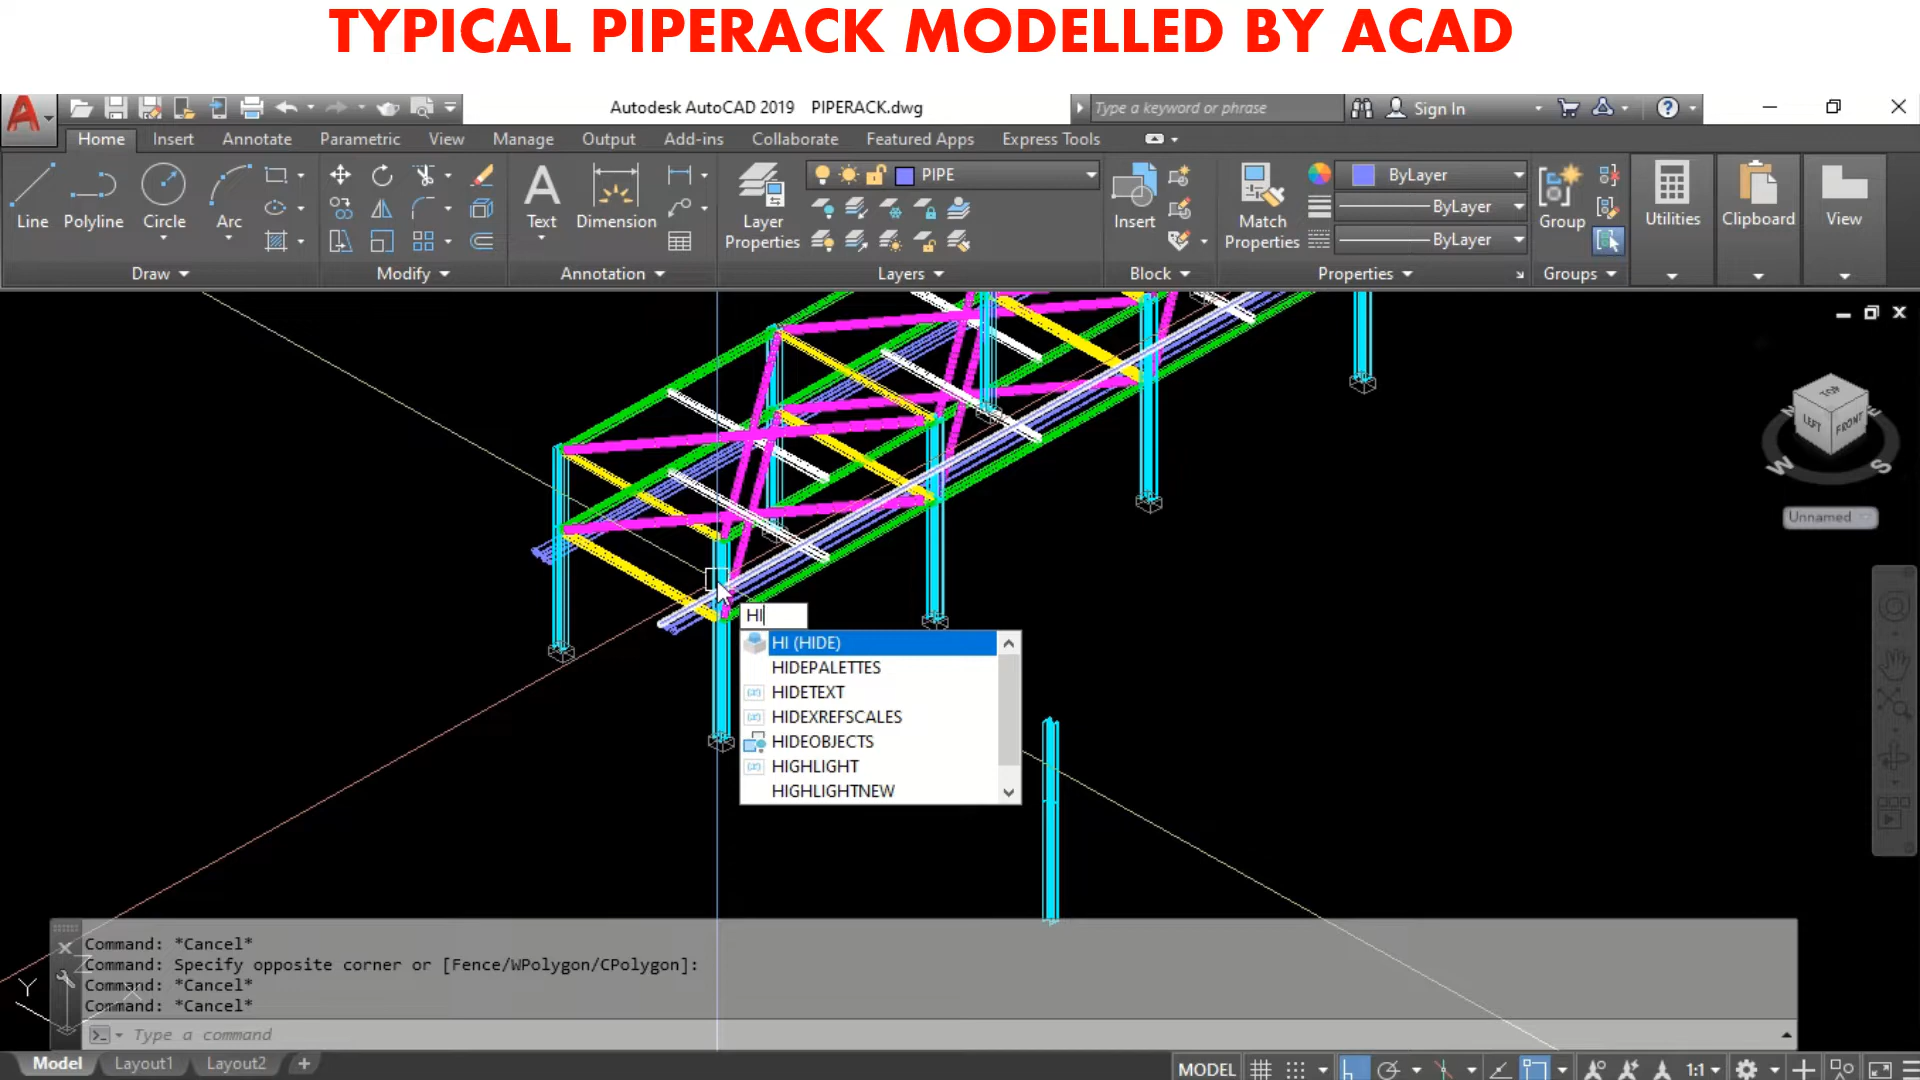 TYPICAL PIPERACK MODELLED BY ACAD
Autodesk AutoCAD 2019 PIPERACK.dwg
Type a keyword or phrase
Sign In
Home Insert Annotate Parametric View Manage Output Add-ins Collaborate Featured Apps Express Tools
Line Polyline Circle Arc
Text Dimension
Layer Properties
PIPE
Insert
Match Properties
ByLayer
ByLayer
ByLayer
Group
Utilities
Clipboard
View
Draw Modify Annotation Layers Block Properties Groups
TOP
LEFT FRONT
N E
W S
Unnamed
HI
HI (HIDE)
HIDEPALETTES
HIDETEXT
HIDEXREFSCALES
HIDEOBJECTS
HIGHLIGHT
HIGHLIGHTNEW
Command: *Cancel*
Command: Specify opposite corner or [Fence/WPolygon/CPolygon]:
Command: *Cancel*
Command: *Cancel*
Type a command
Y X Z
Model Layout1 Layout2 +
MODEL 1:1